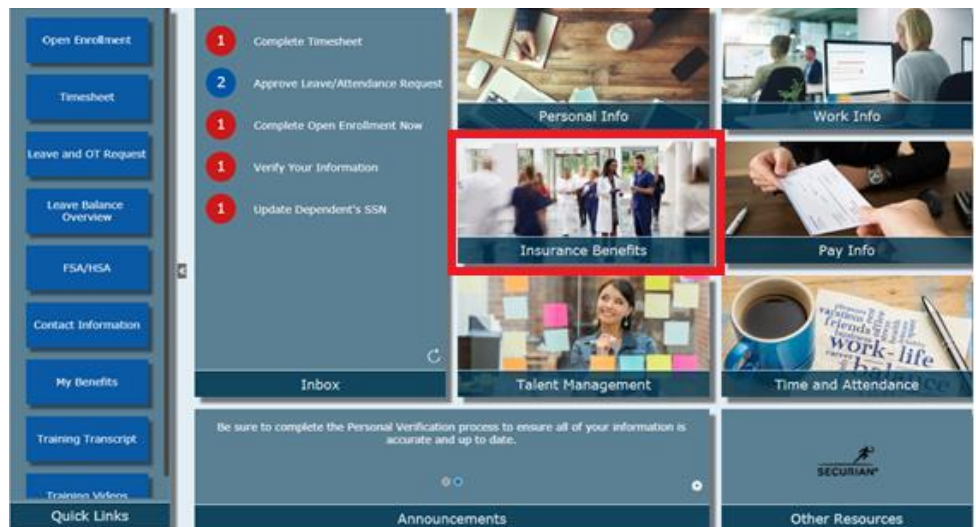 Open Enrollment
Timesheet
Leave and OT Request
Leave Balance
Overview
FSA/HSA
Contact Information
My Benefits
Training Transcript
Training Videos
Quick Links
1 Complete Timesheet
2 Approve Leave/Attendance Request
1 Complete Open Enrollment Now
1 Verify Your Information
1 Update Dependent's SSN
Inbox
Personal Info
Work Info
Insurance Benefits
Pay Info
Talent Management
friends
work-life
balance
Time and Attendance
Be sure to complete the Personal Verification process to ensure all of your information is
accurate and up to date.
Announcements
SECURIAN
Other Resources